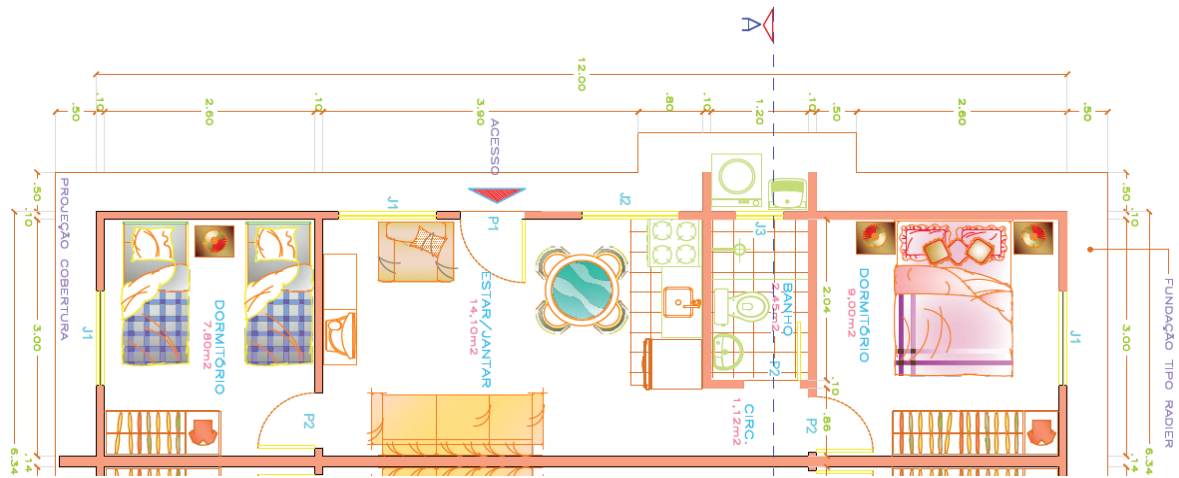 A
12.00
.50
.10
2.60
.10
3.90
.80
.10
1.20
.10
.50
2.60
.50
ACESSO
.50
.10
3.00
6.34
PROJEÇÃO COBERTURA
J1
P1
J2
J3
DORMITÓRIO
7,80m2
ESTAR/JANTAR
14,10m2
BANHO
2,45m2
2.04
DORMITÓRIO
9,00m2
J1
J1
P2
P2
CIRC.
1,12m2
.10
.86
P2
.14
.50
.10
3.00
6.34
.14
FUNDAÇÃO TIPO RADIER